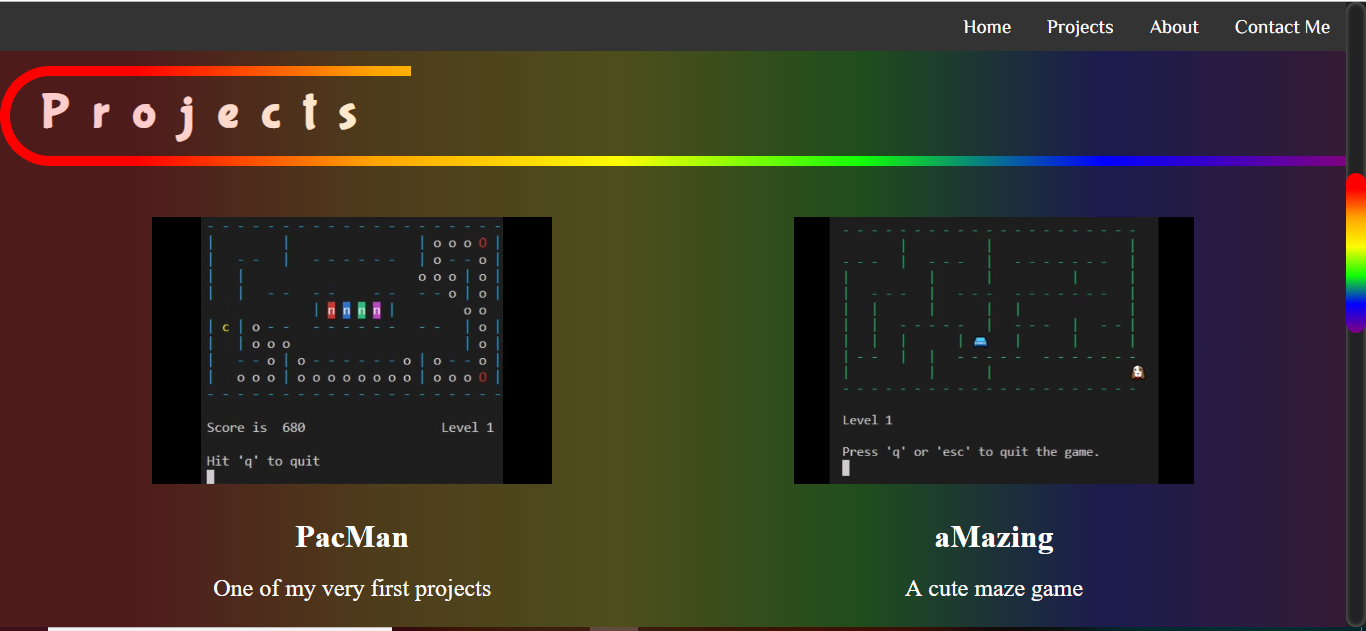 Home Projects About Contact Me
Projects
Score is 680 Level 1
Hit 'q' to quit
Level 1
Press 'q' or 'esc' to quit the game.
PacMan
One of my very first projects
aMazing
A cute maze game